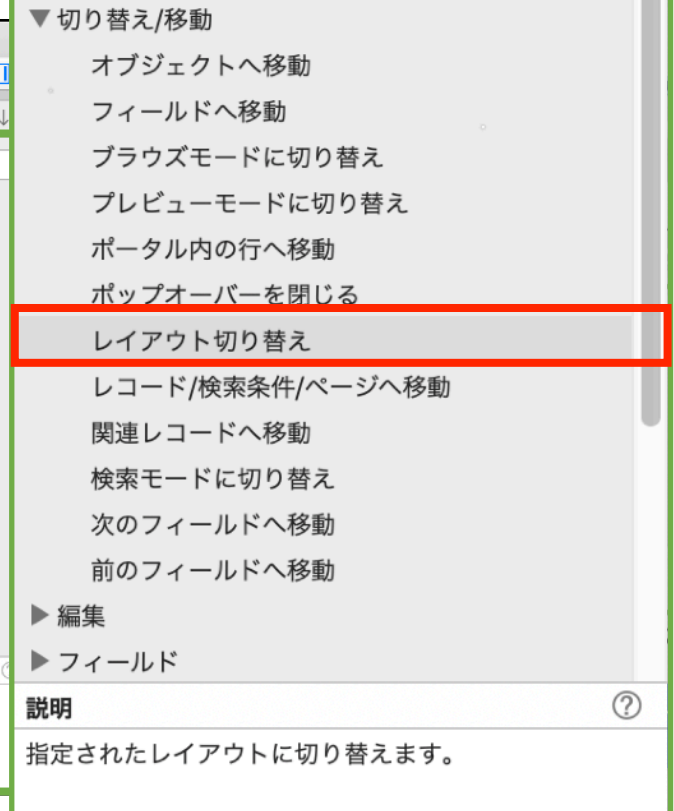 ▼切り替え/移動
オブジェクトへ移動
フィールドへ移動
ブラウズモードに切り替え
プレビューモードに切り替え
ポータル内の行へ移動
ポップオーバーを閉じる
レイアウト切り替え
レコード/検索条件/ページへ移動
関連レコードへ移動
検索モードに切り替え
次のフィールドへ移動
前のフィールドへ移動
▶編集
▶フィールド
説明 ?
指定されたレイアウトに切り替えます。